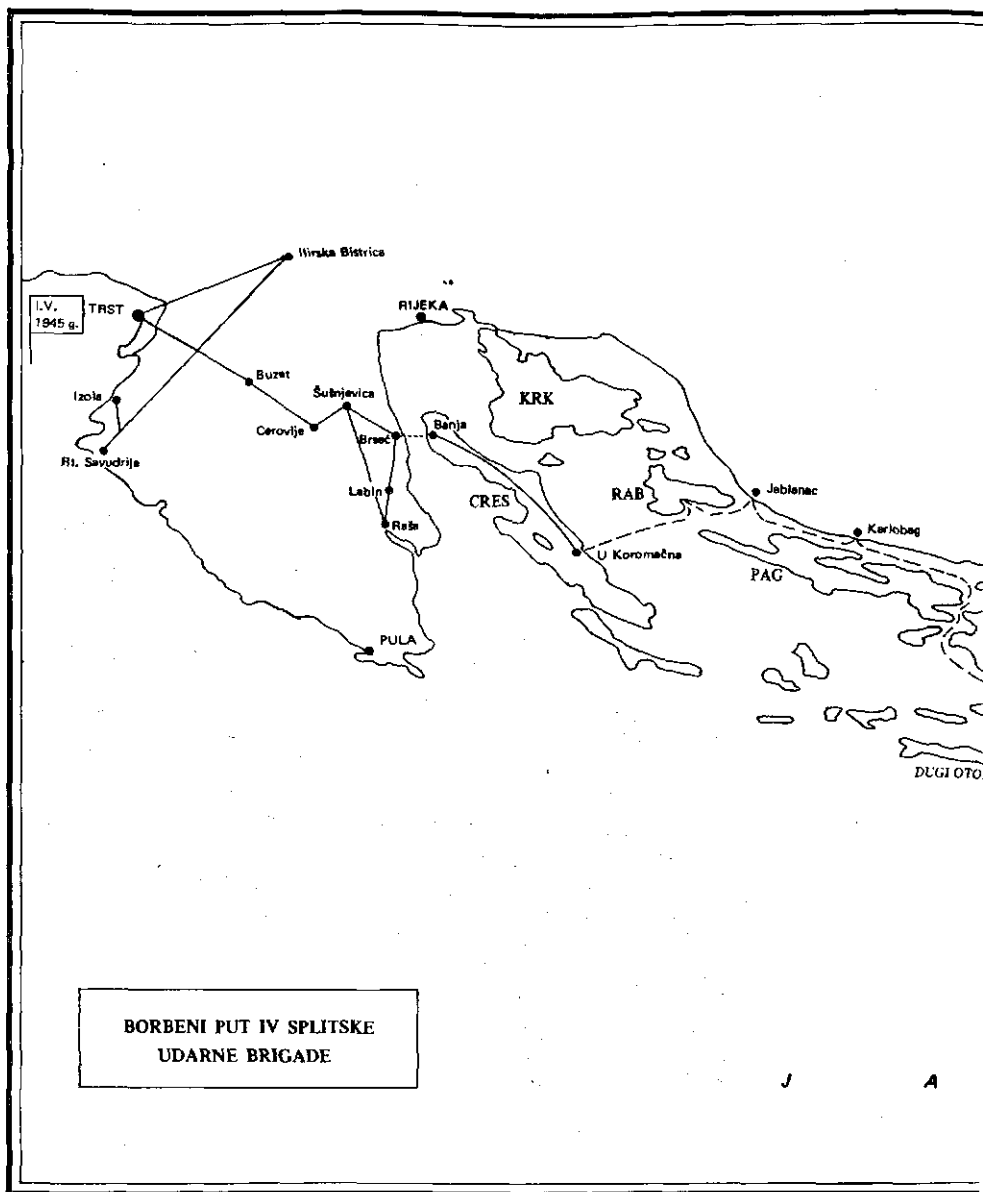 Ilirska Bistrica
I.V.
1945 g.
TRST
RIJEKA
Buzet
Izola
Šušnjevica
KRK
Cerovlje
Brseč
Banja
Rt. Savudrija
Labin
CRES
RAB
Jablanac
Raša
U Koromačna
Karlobag
PAG
PULA
DUGI OTO
BORBENI PUT IV SPLITSKE
UDARNE BRIGADE
J A